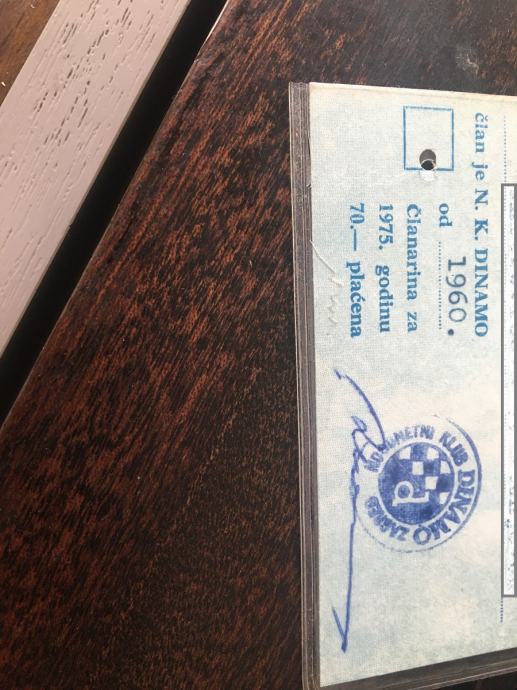 član je N. K. DINAMO
od 1960.
Članarina za
1975. godinu
70.— plaćena
NOGOMETNI KLUB DINAMO ZAGREB